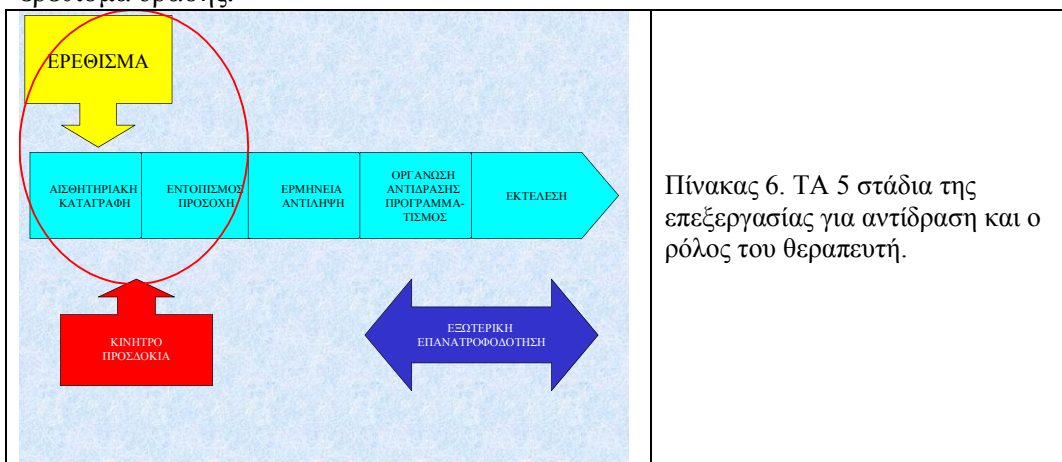 ΕΡΕΘΙΣΜΑ
ΑΙΣΘΗΤΗΡΙΑΚΗ
ΚΑΤΑΓΡΑΦΗ
ΕΝΤΟΠΙΣΜΟΣ
ΠΡΟΣΟΧΗ
ΕΡΜΗΝΕΙΑ
ΑΝΤΙΛΗΨΗ
ΟΡΓΑΝΩΣΗ
ΑΝΤΙΔΡΑΣΗΣ
ΠΡΟΓΡΑΜΜΑ-
ΤΙΣΜΟΣ
ΕΚΤΕΛΕΣΗ
ΚΙΝΗΤΡΟ
ΠΡΟΣΔΟΚΙΑ
ΕΞΩΤΕΡΙΚΗ
ΕΠΑΝΑΤΡΟΦΟΔΟΤΗΣΗ
Πίνακας 6. ΤΑ 5 στάδια της
επεξεργασίας για αντίδραση και ο
ρόλος του θεραπευτή.